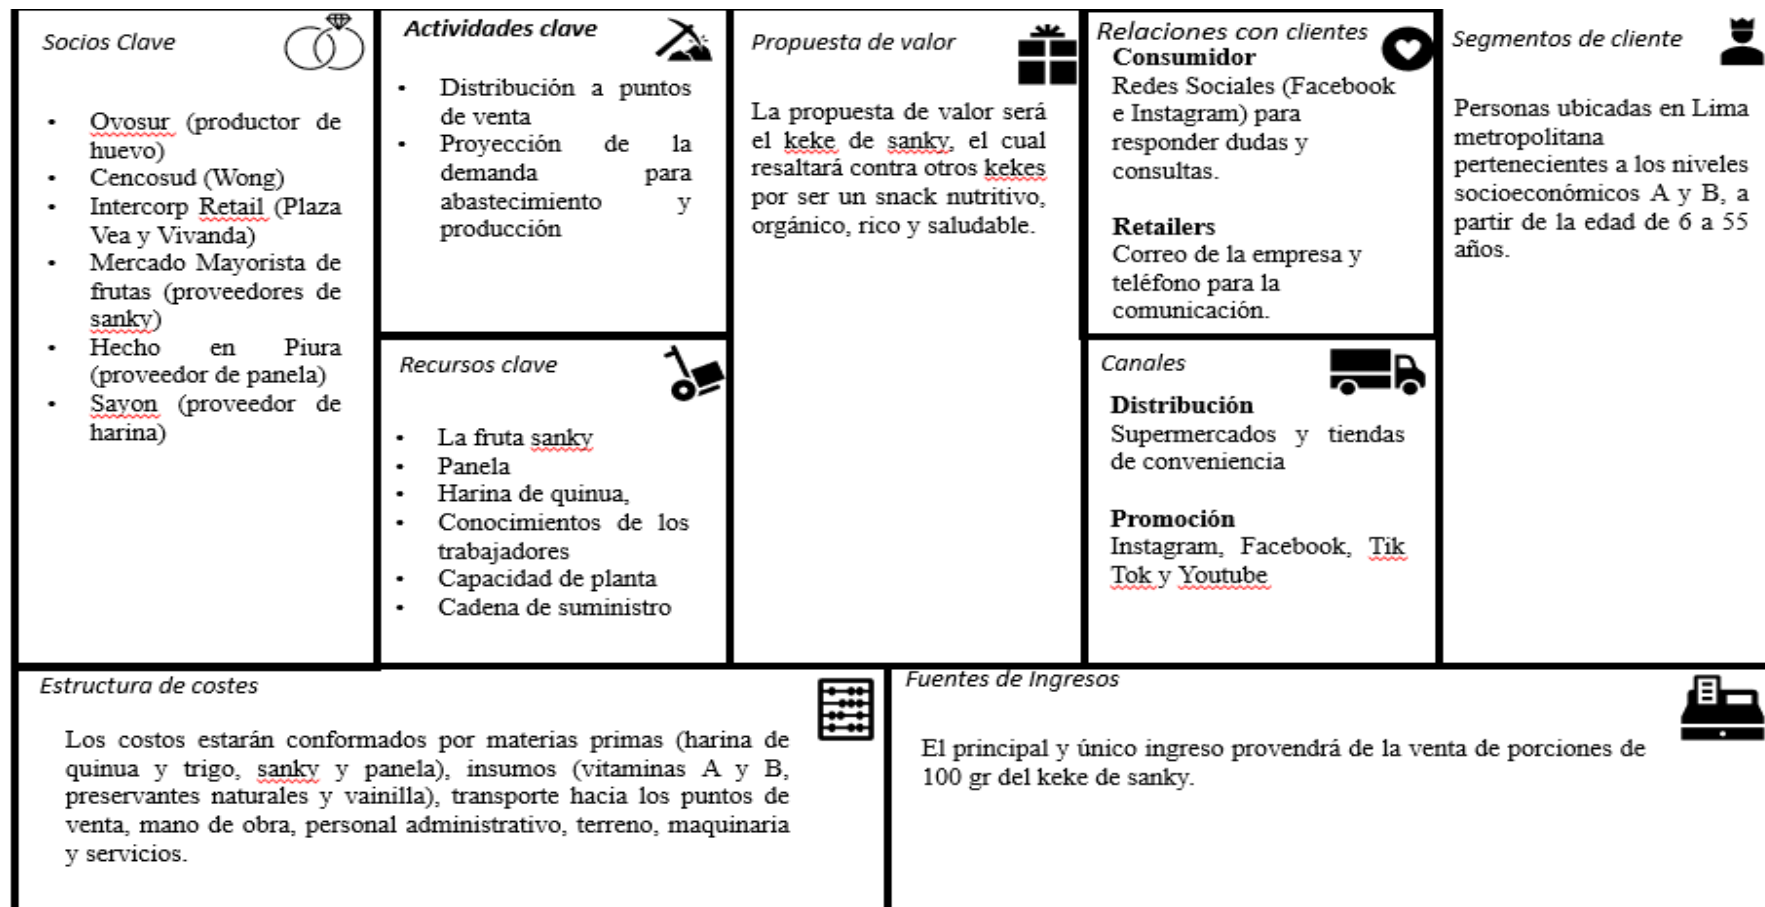 Socios Clave
• Ovosur (productor de
huevo)
• Cencosud (Wong)
• Intercorp Retail (Plaza
Vea y Vivanda)
• Mercado Mayorista de
frutas (proveedores de
sanky)
• Hecho en Piura
(proveedor de panela)
• Sayon (proveedor de
harina)
Actividades clave
• Distribución a puntos
de venta
• Proyección de la
demanda para
abastecimiento y
producción
Recursos clave
• La fruta sanky
• Panela
• Harina de quinua,
• Conocimientos de los
trabajadores
• Capacidad de planta
• Cadena de suministro
Propuesta de valor
La propuesta de valor será
el keke de sanky, el cual
resaltará contra otros kekes
por ser un snack nutritivo,
orgánico, rico y saludable.
Relaciones con clientes
Consumidor
Redes Sociales (Facebook
e Instagram) para
responder dudas y
consultas.
Retailers
Correo de la empresa y
teléfono para la
comunicación.
Canales
Distribución
Supermercados y tiendas
de conveniencia
Promoción
Instagram, Facebook, Tik
Tok y Youtube
Segmentos de cliente
Personas ubicadas en Lima
metropolitana
pertenecientes a los niveles
socioeconómicos A y B, a
partir de la edad de 6 a 55
años.
Estructura de costes
Los costos estarán conformados por materias primas (harina de
quinua y trigo, sanky y panela), insumos (vitaminas A y B,
preservantes naturales y vainilla), transporte hacia los puntos de
venta, mano de obra, personal administrativo, terreno, maquinaria
y servicios.
Fuentes de Ingresos
El principal y único ingreso provendrá de la venta de porciones de
100 gr del keke de sanky.